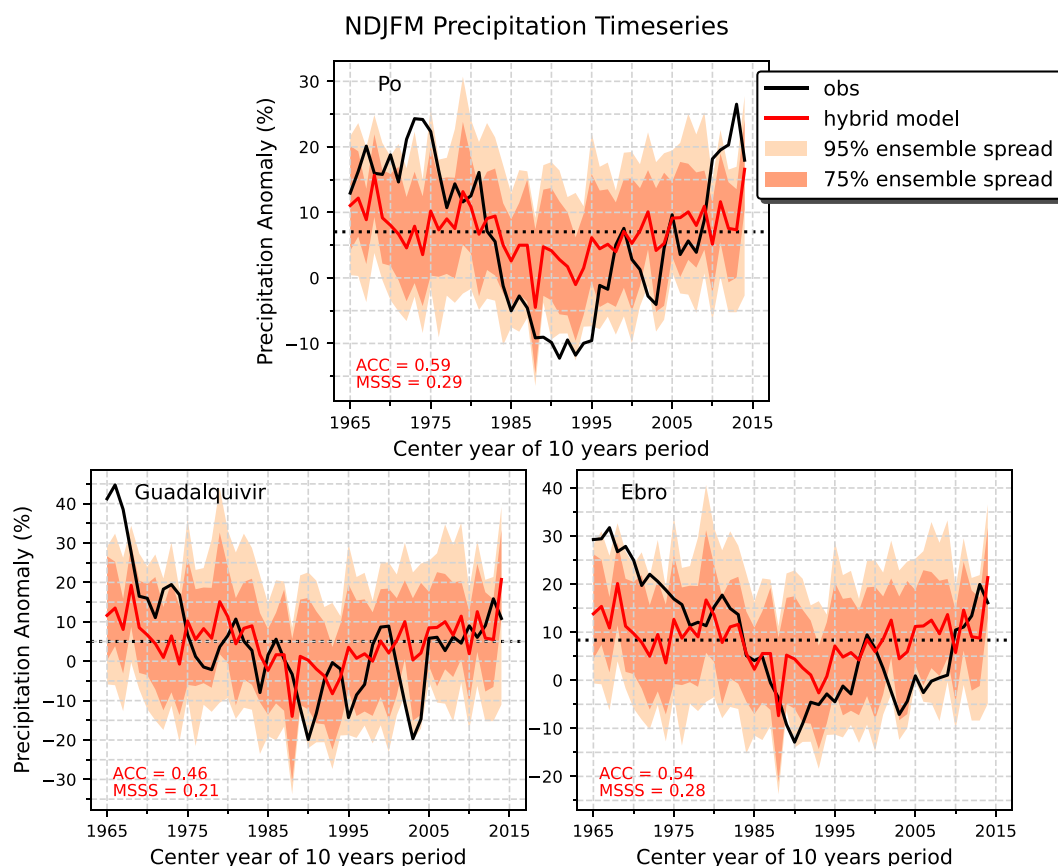 NDJFM Precipitation Timeseries
Po
obs
hybrid model
95% ensemble spread
75% ensemble spread
Precipitation Anomaly (%)
30
20
10
0
−10
ACC = 0.59
MSSS = 0.29
1965 1975 1985 1995 2005 2015
Center year of 10 years period
Guadalquivir
Precipitation Anomaly (%)
40
30
20
10
0
−10
−20
−30
ACC = 0.46
MSSS = 0.21
1965 1975 1985 1995 2005 2015
Center year of 10 years period
Ebro
40
30
20
10
0
−10
−20
ACC = 0.54
MSSS = 0.28
1965 1975 1985 1995 2005 2015
Center year of 10 years period